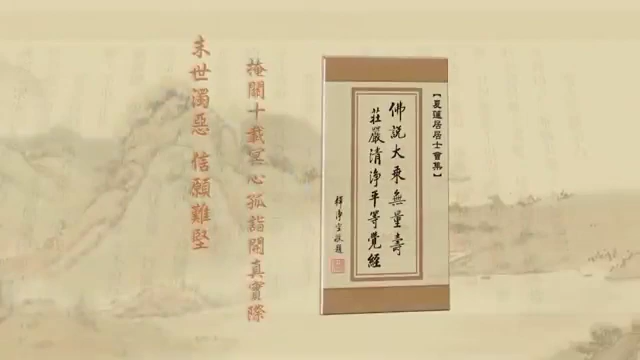 【夏蓮居居士會集】
佛說大乘無量壽
莊嚴清淨平等覺經
釋淨空敬題
掩關十載冥心孤詣開真實際
末世濁惡 信願難堅